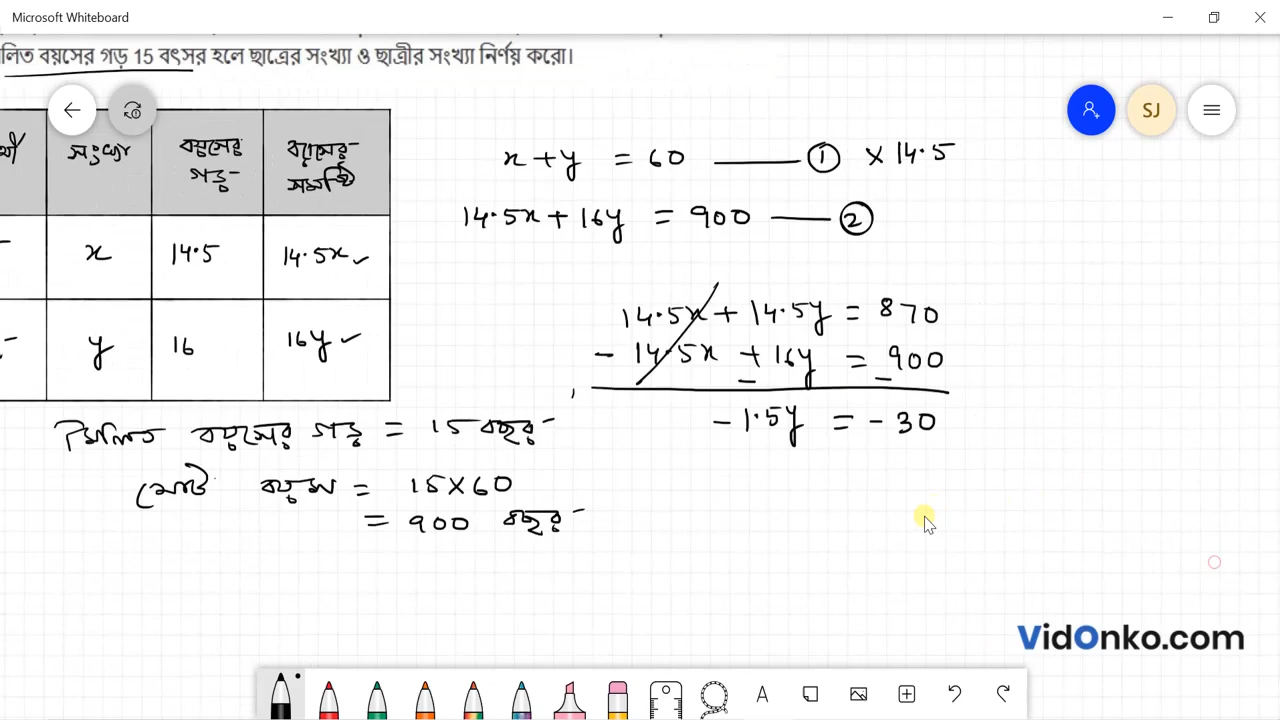 Microsoft Whiteboard
লিত বয়সের গড় 15 বৎসর হলে ছাত্রের সংখ্যা ও ছাত্রীর সংখ্যা নির্ণয় করো।
SJ
সংখ্যা বয়সের গড় বয়সের সমষ্টি
x 14.5 14.5x ✓
y 16 16y ✓
মিলিত বয়সের গড় = 15 বছর
মোট বয়স = 15 × 60
= 900 বছর
x + y = 60 —— ① × 14.5
14.5x + 16y = 900 —— ②
14.5x + 14.5y = 870
- 14.5x + 16y = 900
- -
-1.5y = -30
VidOnko.com
A